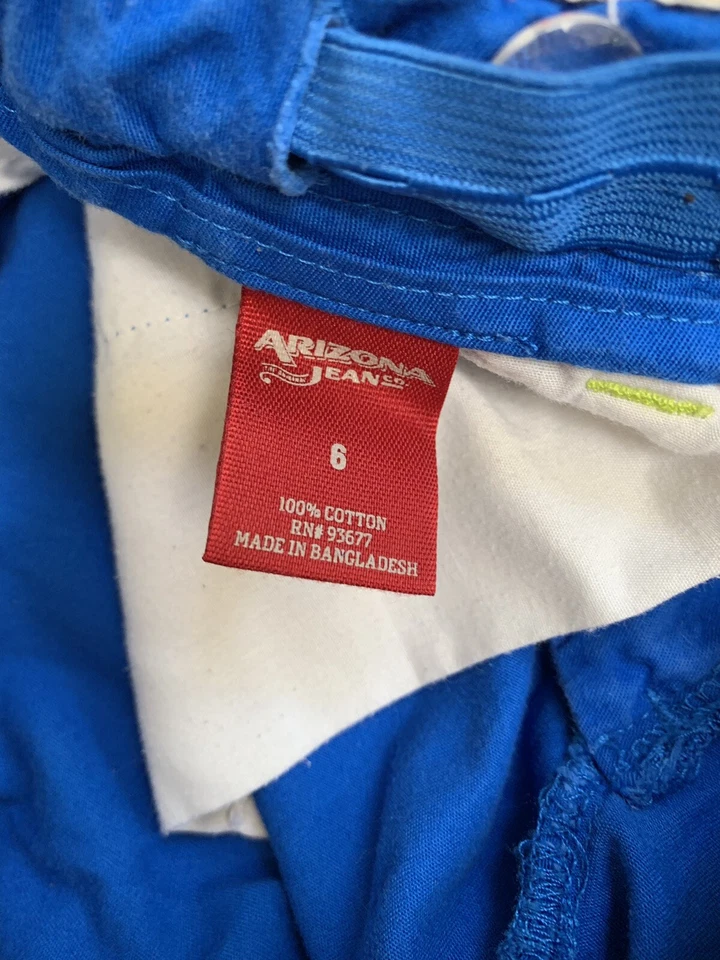 ARIZONA
JEAN CO
6
100% COTTON
RN# 93677
MADE IN BANGLADESH